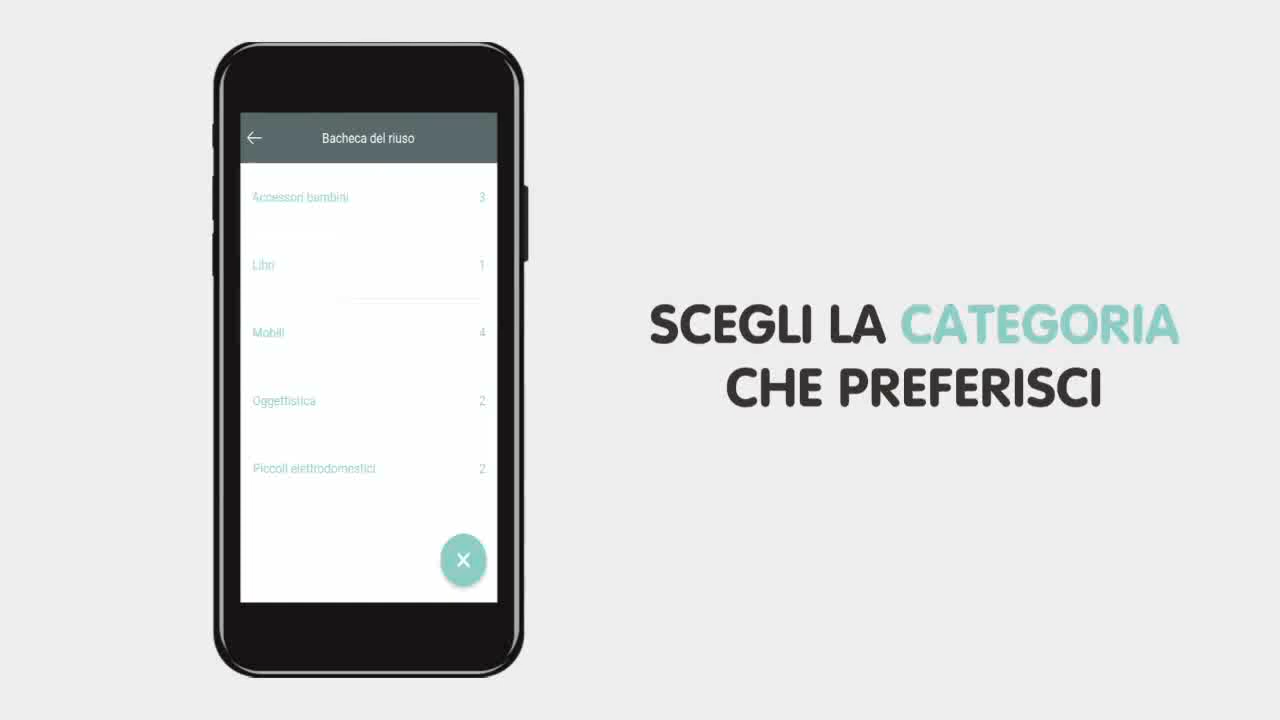 Bacheca del riuso
Accessori bambini 3
Libri 1
Mobili 4
Oggettistica 2
Piccoli elettrodomestici 2
SCEGLI LA CATEGORIA
CHE PREFERISCI